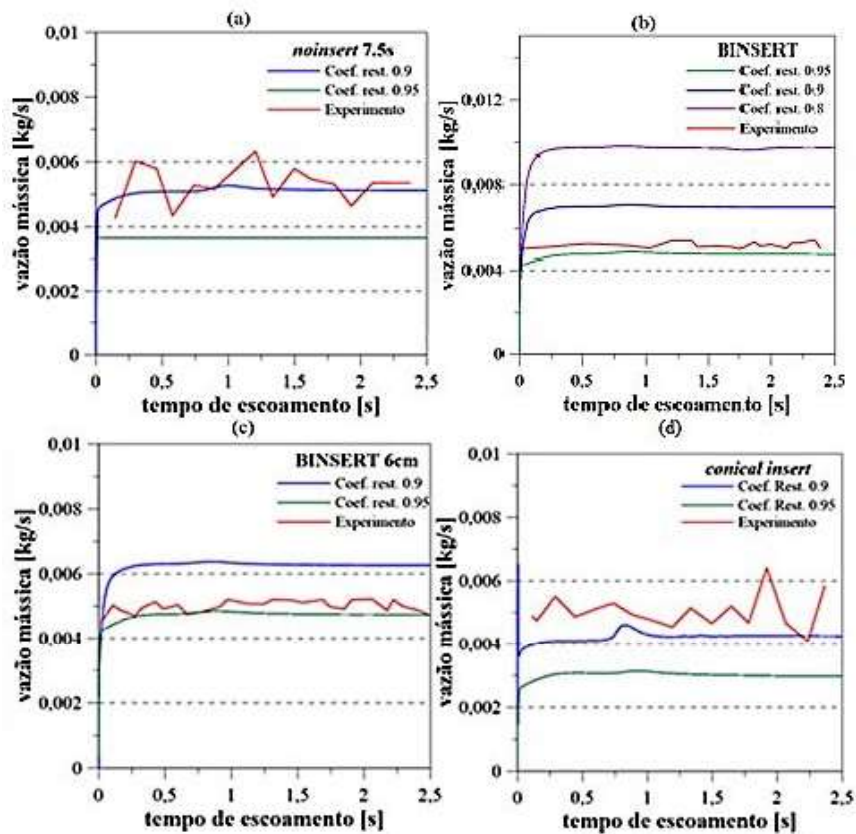 (a)
noinsert 7.5s
Coef. rest. 0.9
Coef. rest. 0.95
Experimento
vazão mássica [kg/s]
0,01
0,008
0,006
0,004
0,002
0
0
0,5
1
1,5
2
2,5
tempo de escoamento [s]
(b)
BINSERT
Coef. rest. 0.95
Coef. rest. 0.9
Coef. rest. 0.8
Experimento
vazão mássica [kg/s]
0,012
0,008
0,004
0
0
0,5
1
1,5
2
2,5
tempo de escoamento [s]
(c)
BINSERT 6cm
Coef. rest. 0.9
Coef. rest. 0.95
Experimento
vazão mássica [kg/s]
0,01
0,008
0,006
0,004
0,002
0
0
0,5
1
1,5
2
2,5
tempo de escoamento [s]
(d)
conical insert
Coef. Rest. 0.9
Coef. Rest. 0.95
Experimento
vazão mássica [kg/s]
0,01
0,008
0,006
0,004
0,002
0
0
0,5
1
1,5
2
2,5
tempo de escoamento [s]